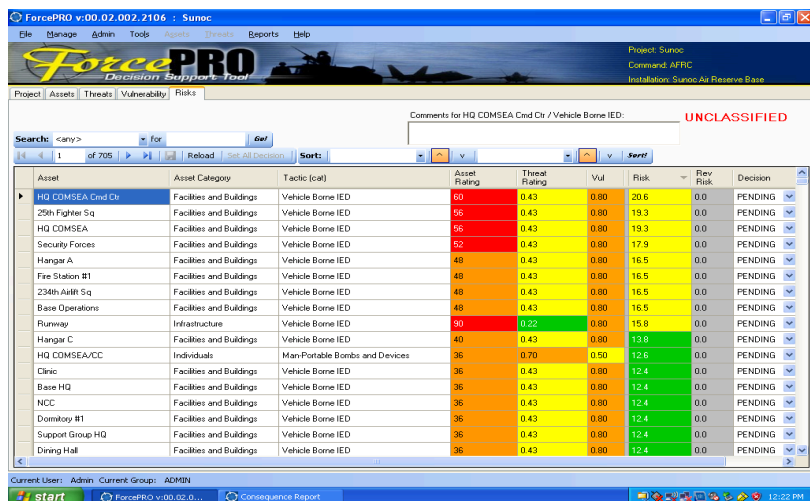 ForcePRO v:00.02.002.2106 : Sunoc
File Manage Admin Tools Assets Threats Reports Help
ForcePRO
Decision Support Tool
Project: Sunoc
Command: AFRC
Installation: Sunoc Air Reserve Base
Project Assets Threats Vulnerability Risks
Comments for HQ COMSEA Cmd Ctr / Vehicle Borne IED:
UNCLASSIFIED
Search: <any> for Go!
1 of 705 Reload Set All Decision Sort: ^ v ^ v Sort!
Asset Asset Category Tactic (cat) Asset Rating Threat Rating Vul Risk Rev Risk Decision
HQ COMSEA Cmd Ctr Facilities and Buildings Vehicle Borne IED 60 0.43 0.80 20.6 0.0 PENDING
25th Fighter Sq Facilities and Buildings Vehicle Borne IED 56 0.43 0.80 19.3 0.0 PENDING
HQ COMSEA Facilities and Buildings Vehicle Borne IED 56 0.43 0.80 19.3 0.0 PENDING
Security Forces Facilities and Buildings Vehicle Borne IED 52 0.43 0.80 17.9 0.0 PENDING
Hangar A Facilities and Buildings Vehicle Borne IED 48 0.43 0.80 16.5 0.0 PENDING
Fire Station #1 Facilities and Buildings Vehicle Borne IED 48 0.43 0.80 16.5 0.0 PENDING
234th Airlift Sq Facilities and Buildings Vehicle Borne IED 48 0.43 0.80 16.5 0.0 PENDING
Base Operations Facilities and Buildings Vehicle Borne IED 48 0.43 0.80 16.5 0.0 PENDING
Runway Infrastructure Vehicle Borne IED 90 0.22 0.80 15.8 0.0 PENDING
Hangar C Facilities and Buildings Vehicle Borne IED 40 0.43 0.80 13.8 0.0 PENDING
HQ COMSEA/CC Individuals Man-Portable Bombs and Devices 36 0.70 0.50 12.6 0.0 PENDING
Clinic Facilities and Buildings Vehicle Borne IED 36 0.43 0.80 12.4 0.0 PENDING
Base HQ Facilities and Buildings Vehicle Borne IED 36 0.43 0.80 12.4 0.0 PENDING
NCC Facilities and Buildings Vehicle Borne IED 36 0.43 0.80 12.4 0.0 PENDING
Dormitory #1 Facilities and Buildings Vehicle Borne IED 36 0.43 0.80 12.4 0.0 PENDING
Support Group HQ Facilities and Buildings Vehicle Borne IED 36 0.43 0.80 12.4 0.0 PENDING
Dining Hall Facilities and Buildings Vehicle Borne IED 36 0.43 0.80 12.4 0.0 PENDING
Current User: Admin Current Group: ADMIN
start ForcePRO v:00.02.0... Consequence Report 12:22 PM